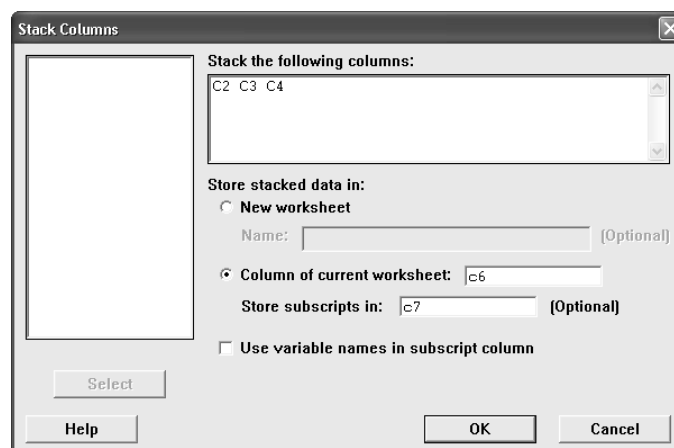 Stack Columns
Stack the following columns:
C2 C3 C4
Store stacked data in:
New worksheet
Name: (Optional)
Column of current worksheet: c6
Store subscripts in: c7 (Optional)
Use variable names in subscript column
Select
Help OK Cancel